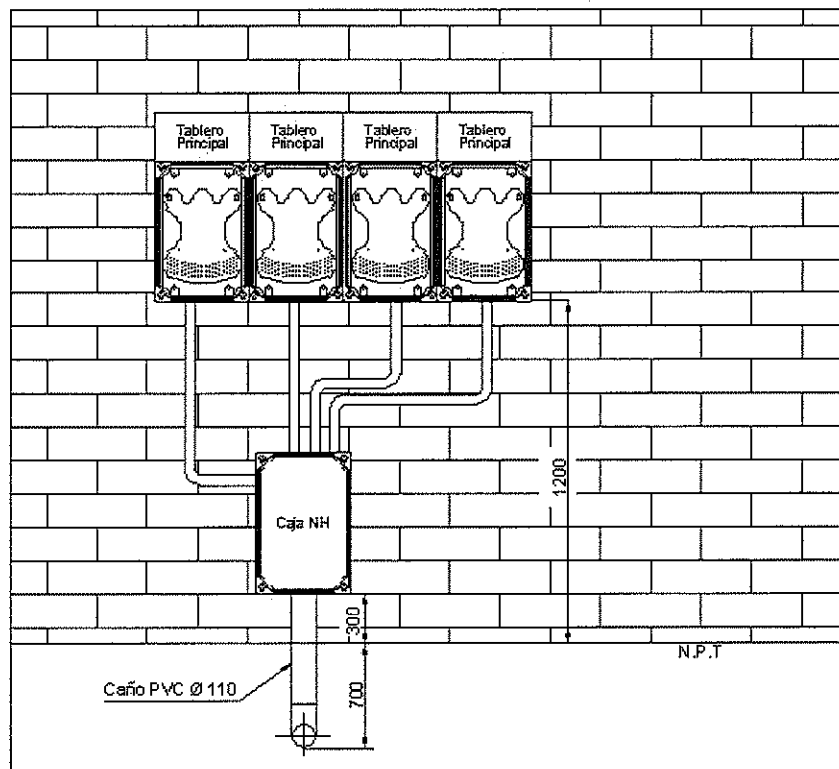 Tablero
Principal
Tablero
Principal
Tablero
Principal
Tablero
Principal
Caja NH
1200
300
N.P.T
700
Caño PVC Ø 110